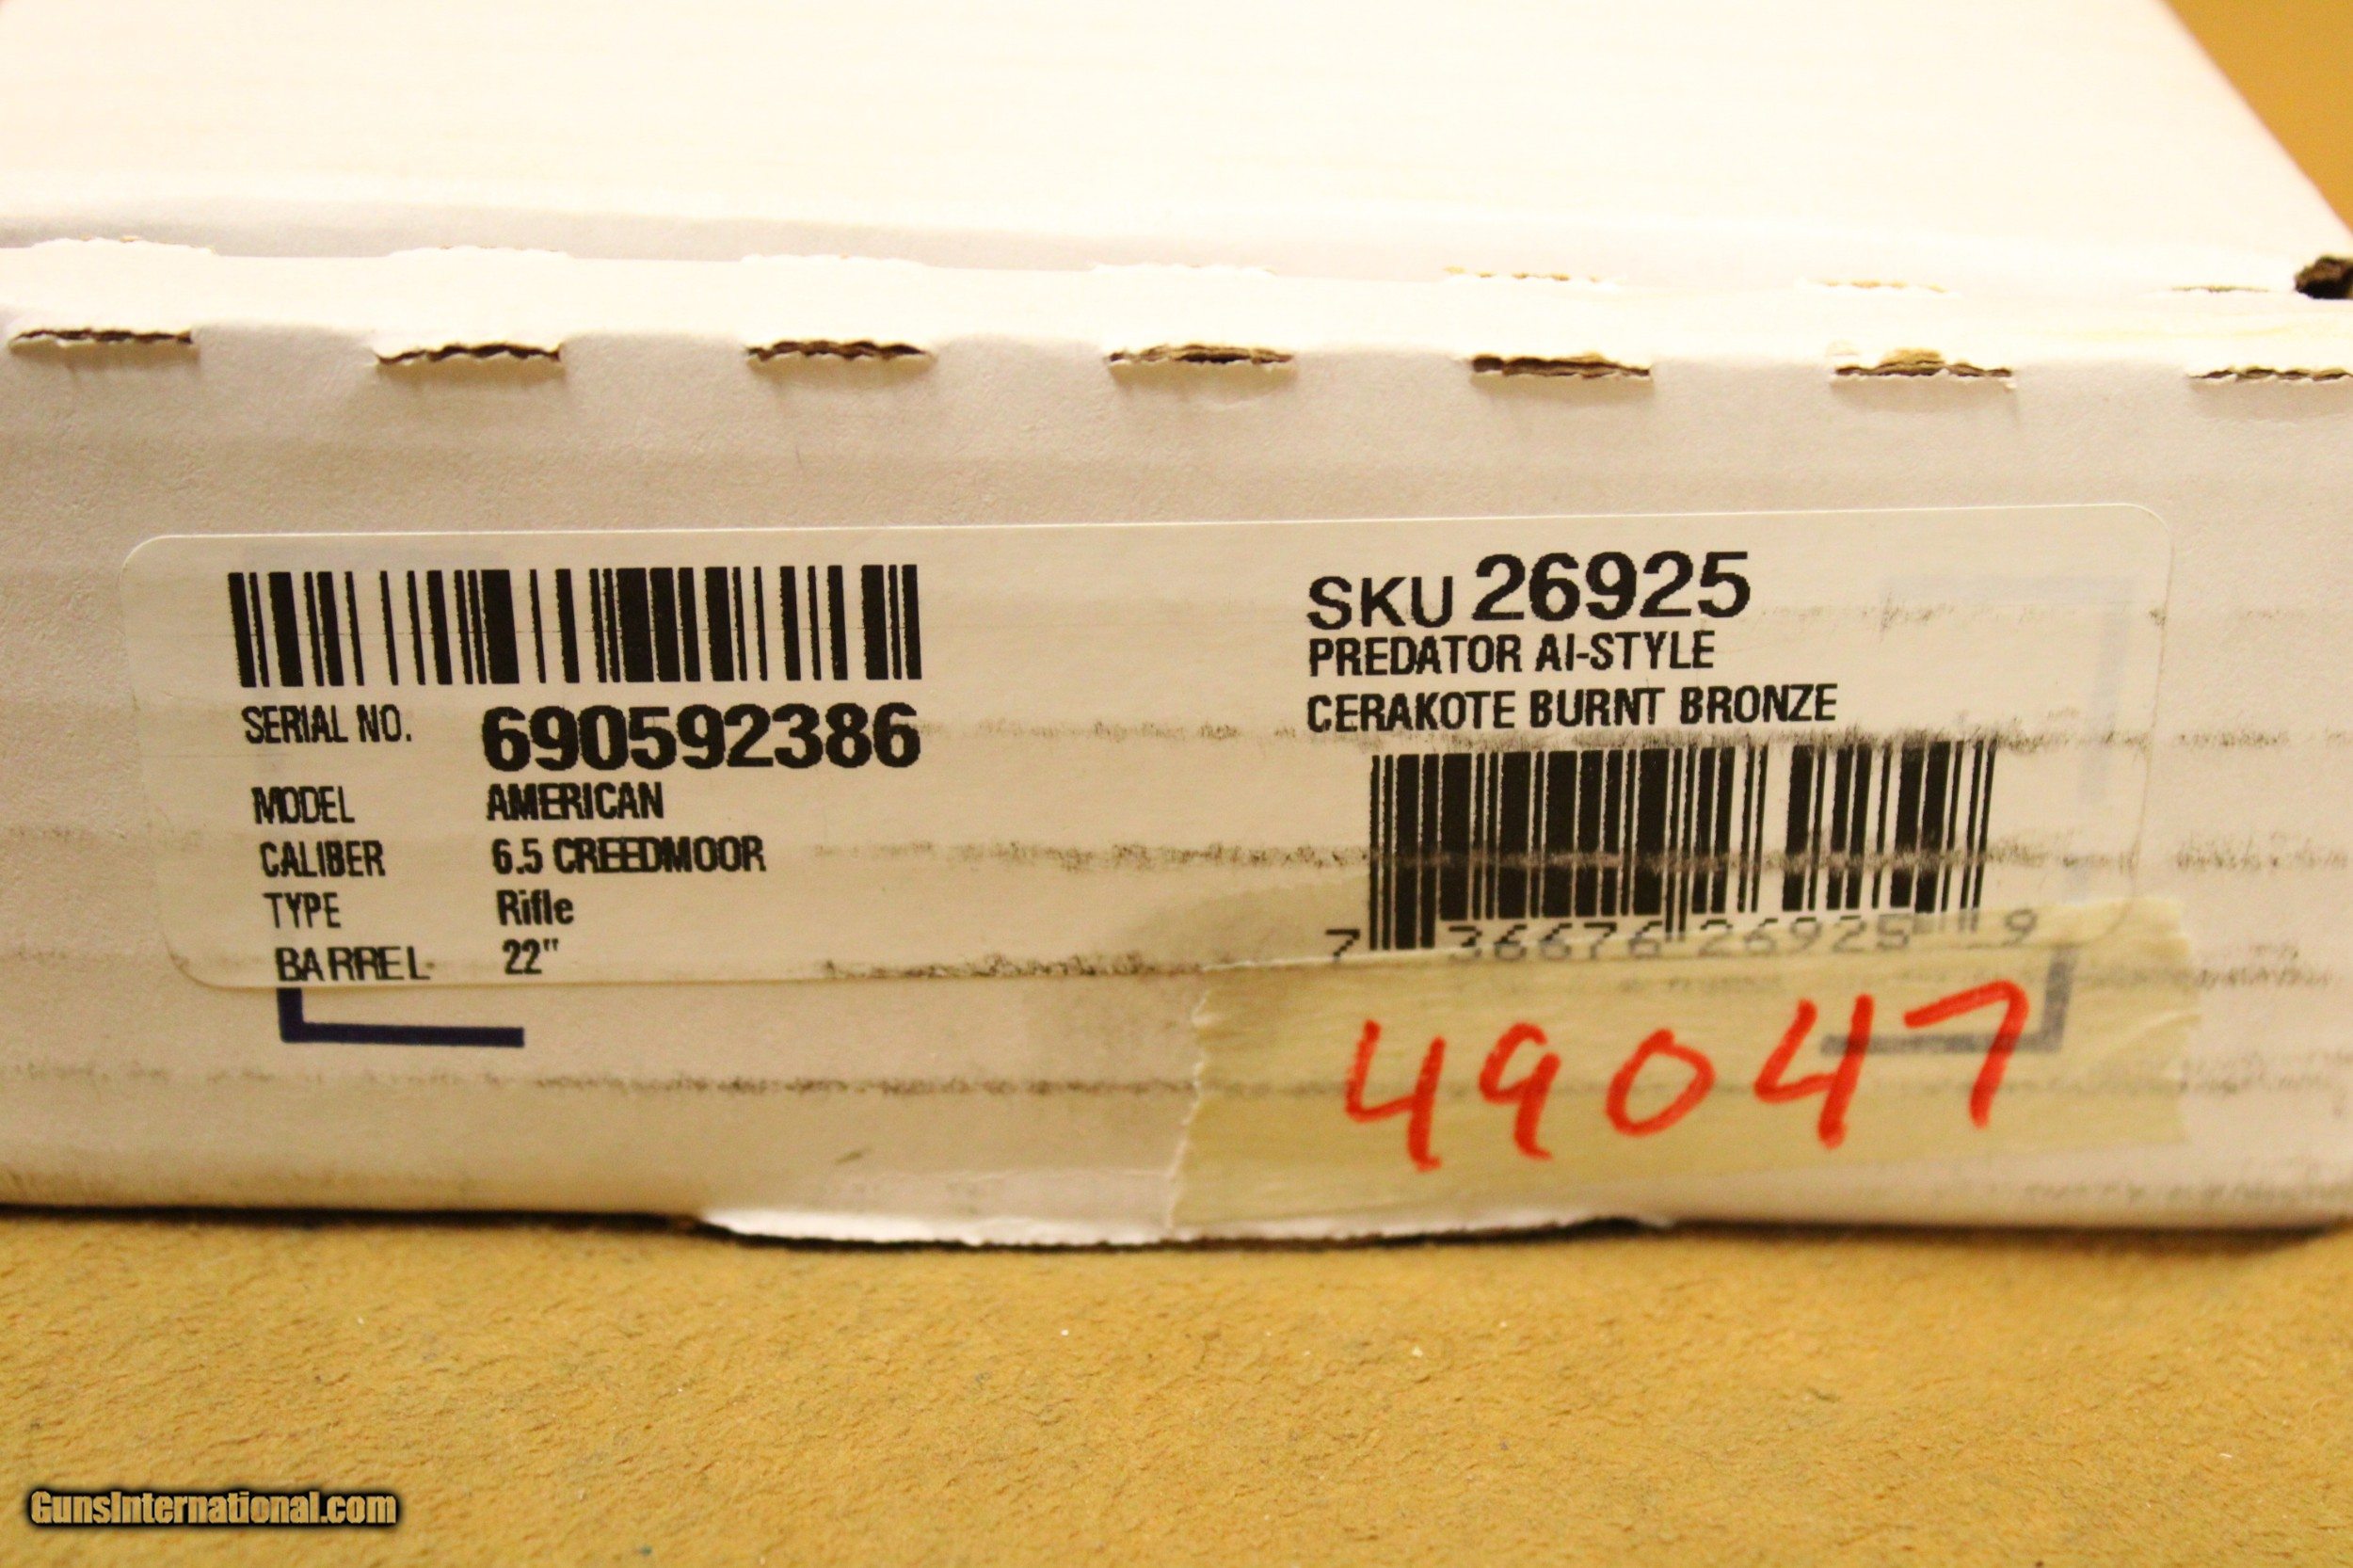 SERIAL NO. 690592386
MODEL AMERICAN
CALIBER 6.5 CREEDMOOR
TYPE Rifle
BARREL 22"
SKU 26925
PREDATOR AI-STYLE
CERAKOTE BURNT BRONZE
7 36676 26925 9
49047
GunsInternational.com